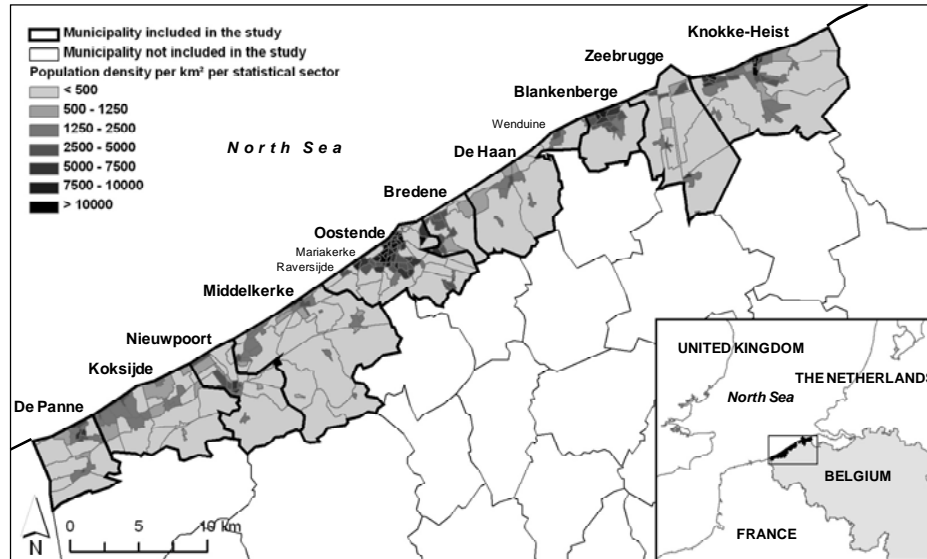 Municipality included in the study
Municipality not included in the study
Population density per km² per statistical sector
< 500
500 - 1250
1250 - 2500
2500 - 5000
5000 - 7500
7500 - 10000
> 10000
North Sea
Knokke-Heist
Zeebrugge
Blankenberge
Wenduine
De Haan
Bredene
Oostende
Mariakerke
Raversijde
Middelkerke
Nieuwpoort
Koksijde
De Panne
N
0 5 10 km
UNITED KINGDOM
THE NETHERLANDS
North Sea
BELGIUM
FRANCE